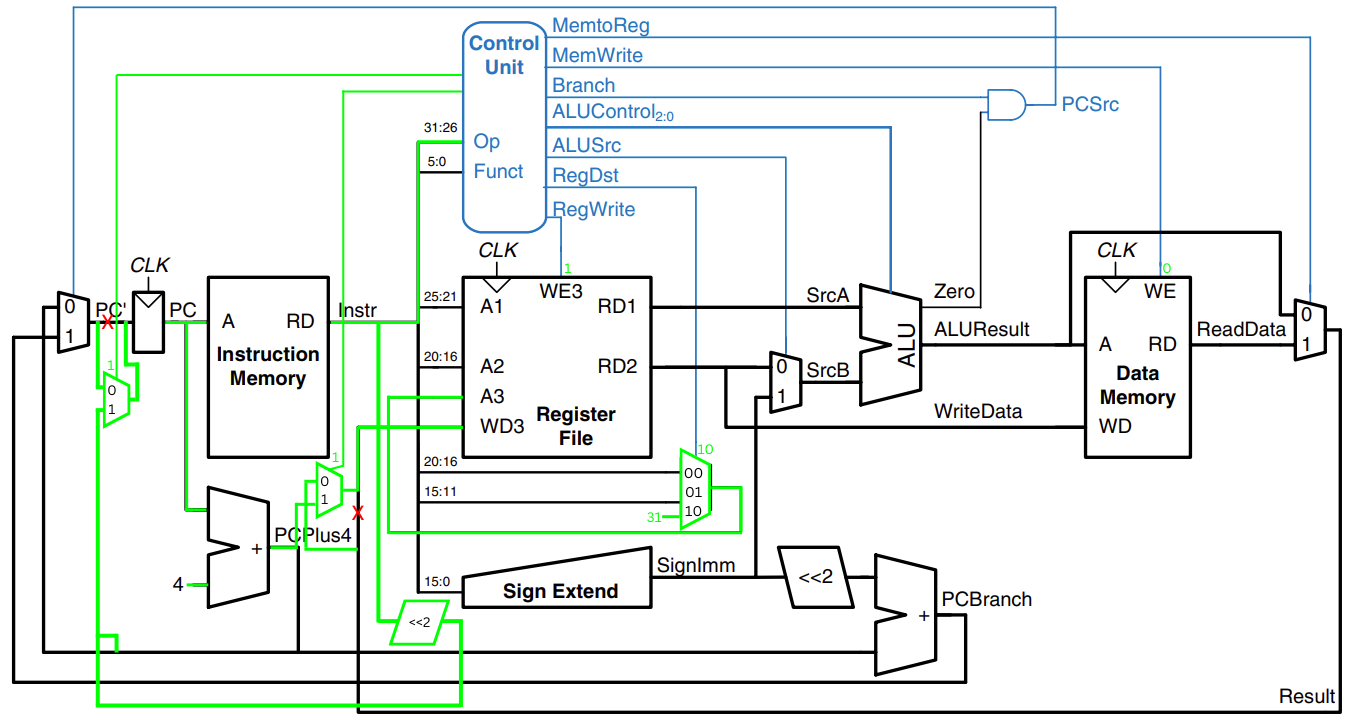 MemtoReg
Control
Unit
MemWrite
Branch
PCSrc
ALUControl2:0
31:26
Op
ALUSrc
5:0
Funct
RegDst
RegWrite
CLK
CLK
CLK
1
0
0
PC'
X
PC
A
RD
Instr
Instruction
Memory
25:21
A1
WE3
RD1
SrcA
Zero
WE
0
1
1
ALU
ALUResult
A
RD
ReadData
0
1
20:16
A2
RD2
0
1
SrcB
Data
Memory
1
0
1
A3
WD3
Register
File
WriteData
WD
1
0
1
20:16
15:11
31
10
00
01
10
X
4
+
PCPlus4
15:0
Sign Extend
SignImm
<<2
+
PCBranch
<<2
Result